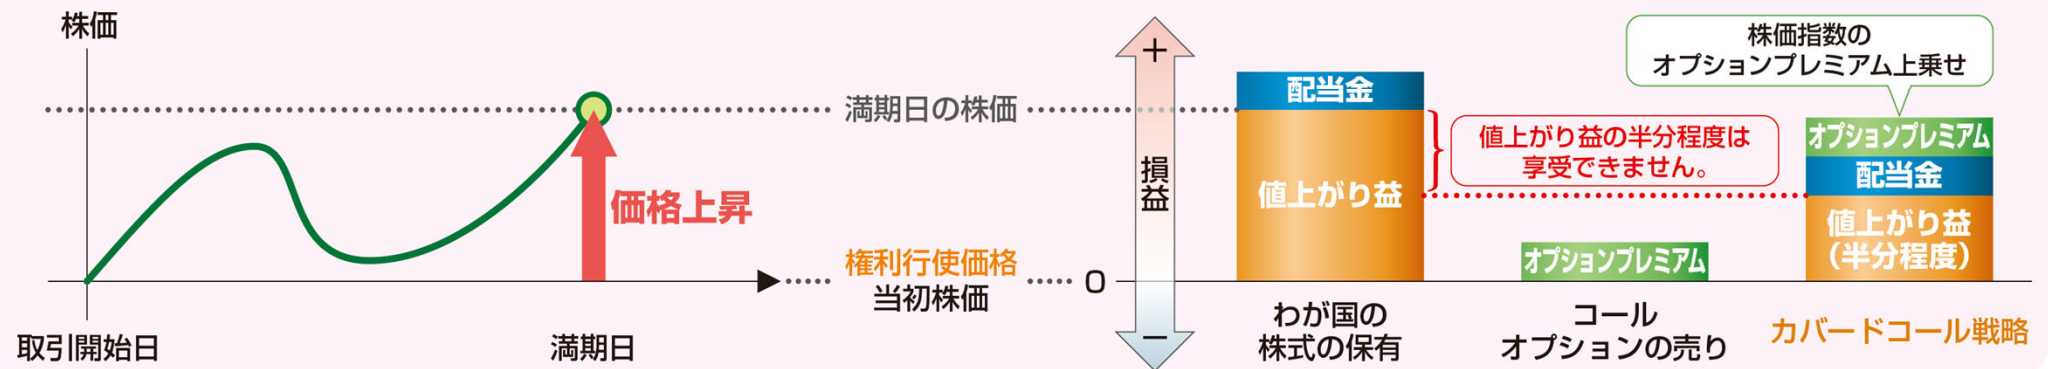 株価
価格上昇
取引開始日
満期日
満期日の株価
権利行使価格
当初株価
＋
損益
0
－
配当金
値上がり益
わが国の
株式の保有
値上がり益の半分程度は
享受できません。
オプションプレミアム
コール
オプションの売り
株価指数の
オプションプレミアム上乗せ
オプションプレミアム
配当金
値上がり益
（半分程度）
カバードコール戦略